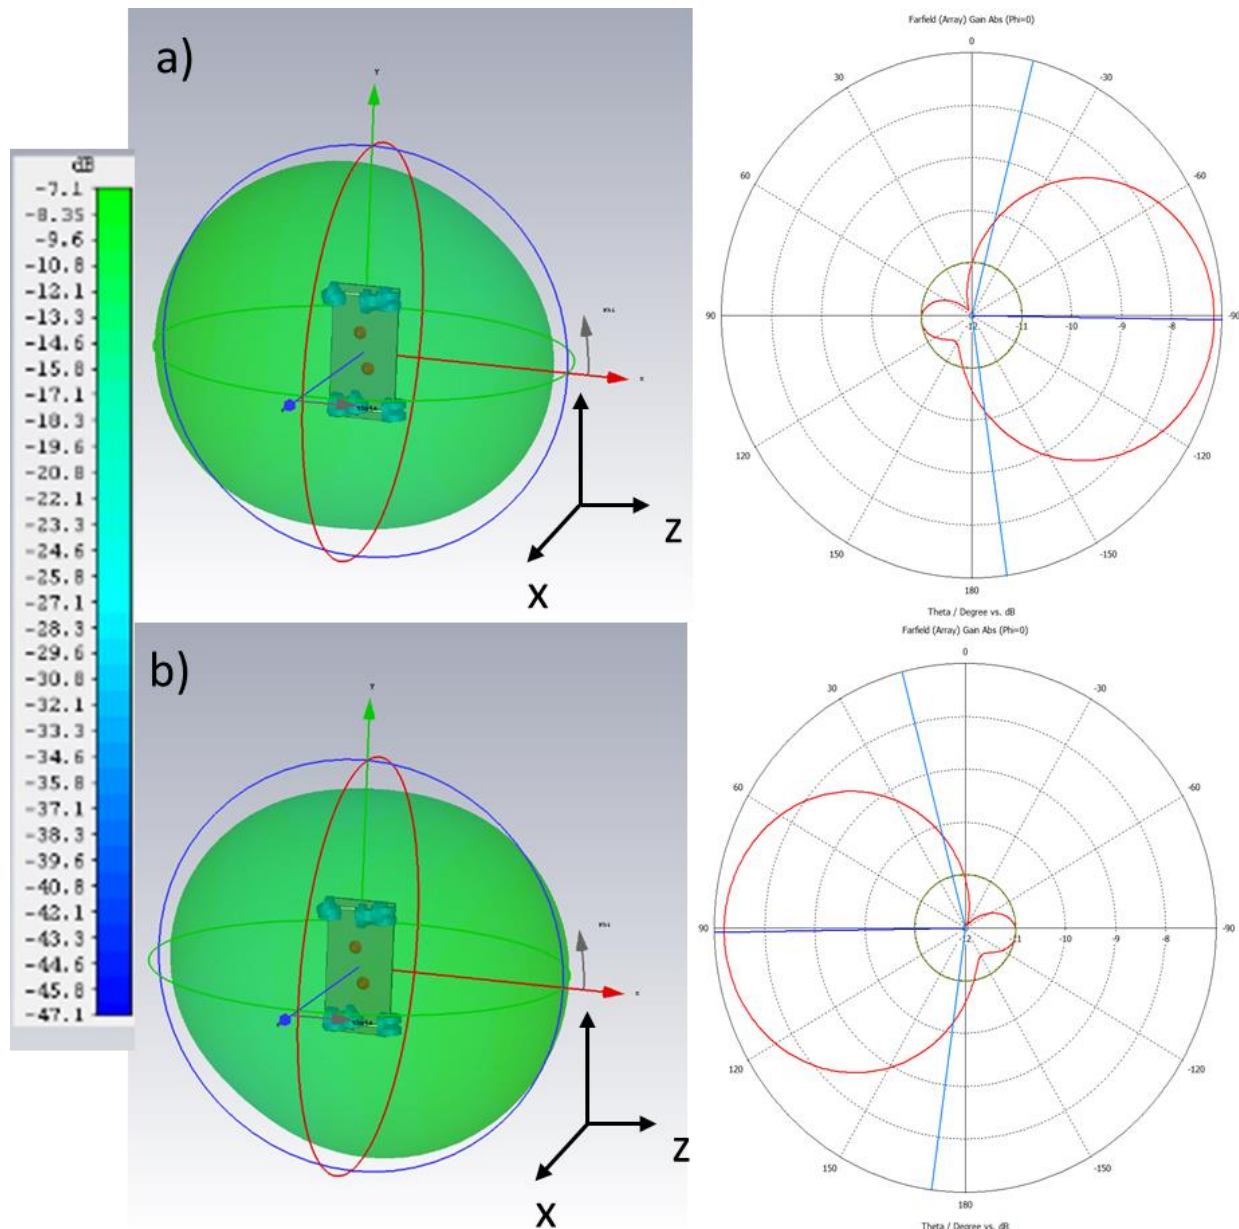 a)
Y
Phi
x
Z
X
dB
-7.1
-8.35
-9.6
-10.8
-12.1
-13.3
-14.6
-15.8
-17.1
-18.3
-19.6
-20.8
-22.1
-23.3
-24.6
-25.8
-27.1
-28.3
-29.6
-30.8
-32.1
-33.3
-34.6
-35.8
-37.1
-38.3
-39.6
-40.8
-42.1
-43.3
-44.6
-45.8
-47.1
Farfield (Array) Gain Abs (Phi=0)
0
30 -30
60 -60
90 -12 -11 -10 -9 -8 -90
120 -120
150 -150
180
Theta / Degree vs. dB
b)
Y
Phi
x
Z
X
Farfield (Array) Gain Abs (Phi=0)
0
30 -30
60 -60
90 -12 -11 -10 -9 -8 -90
120 -120
150 -150
180
Theta / Degree vs. dB